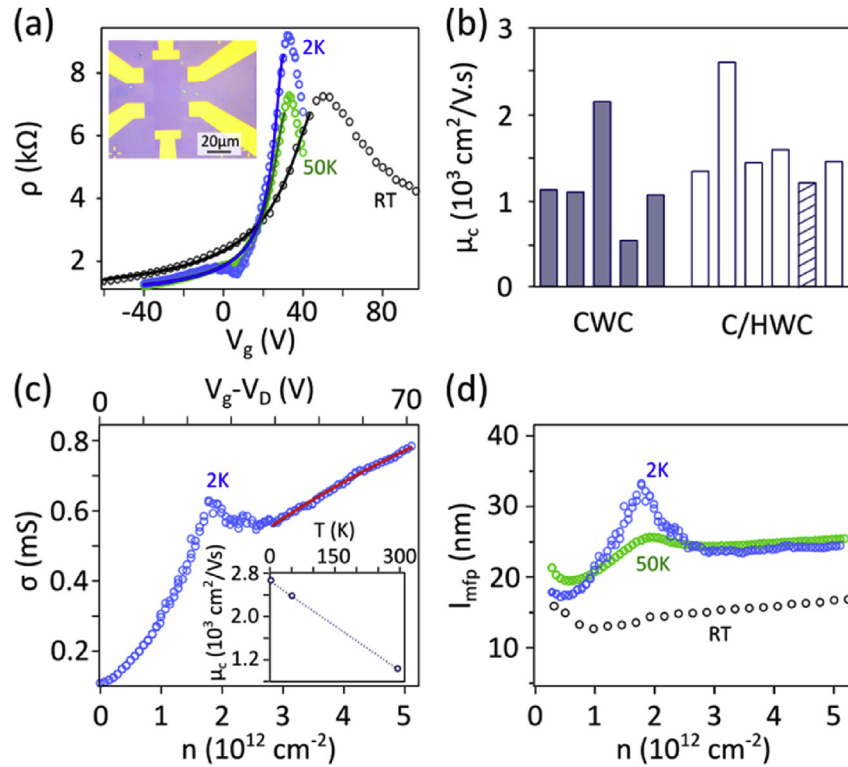 (a)
8
6
4
2
ρ (kΩ)
20μm
2K
50K
RT
-40
0
40
80
Vg (V)
(b)
3
2
1
0
μc (10³ cm²/V.s)
CWC
C/HWC
(c)
Vg-VD (V)
0
70
0.8
0.6
0.4
0.2
σ (mS)
2K
T (K)
0
150
300
2.8
2.0
1.2
μc (10³ cm²/Vs)
0
1
2
3
4
5
n (10¹² cm⁻²)
(d)
40
30
20
10
lmfp (nm)
2K
50K
RT
1
2
3
4
5
n (10¹² cm⁻²)